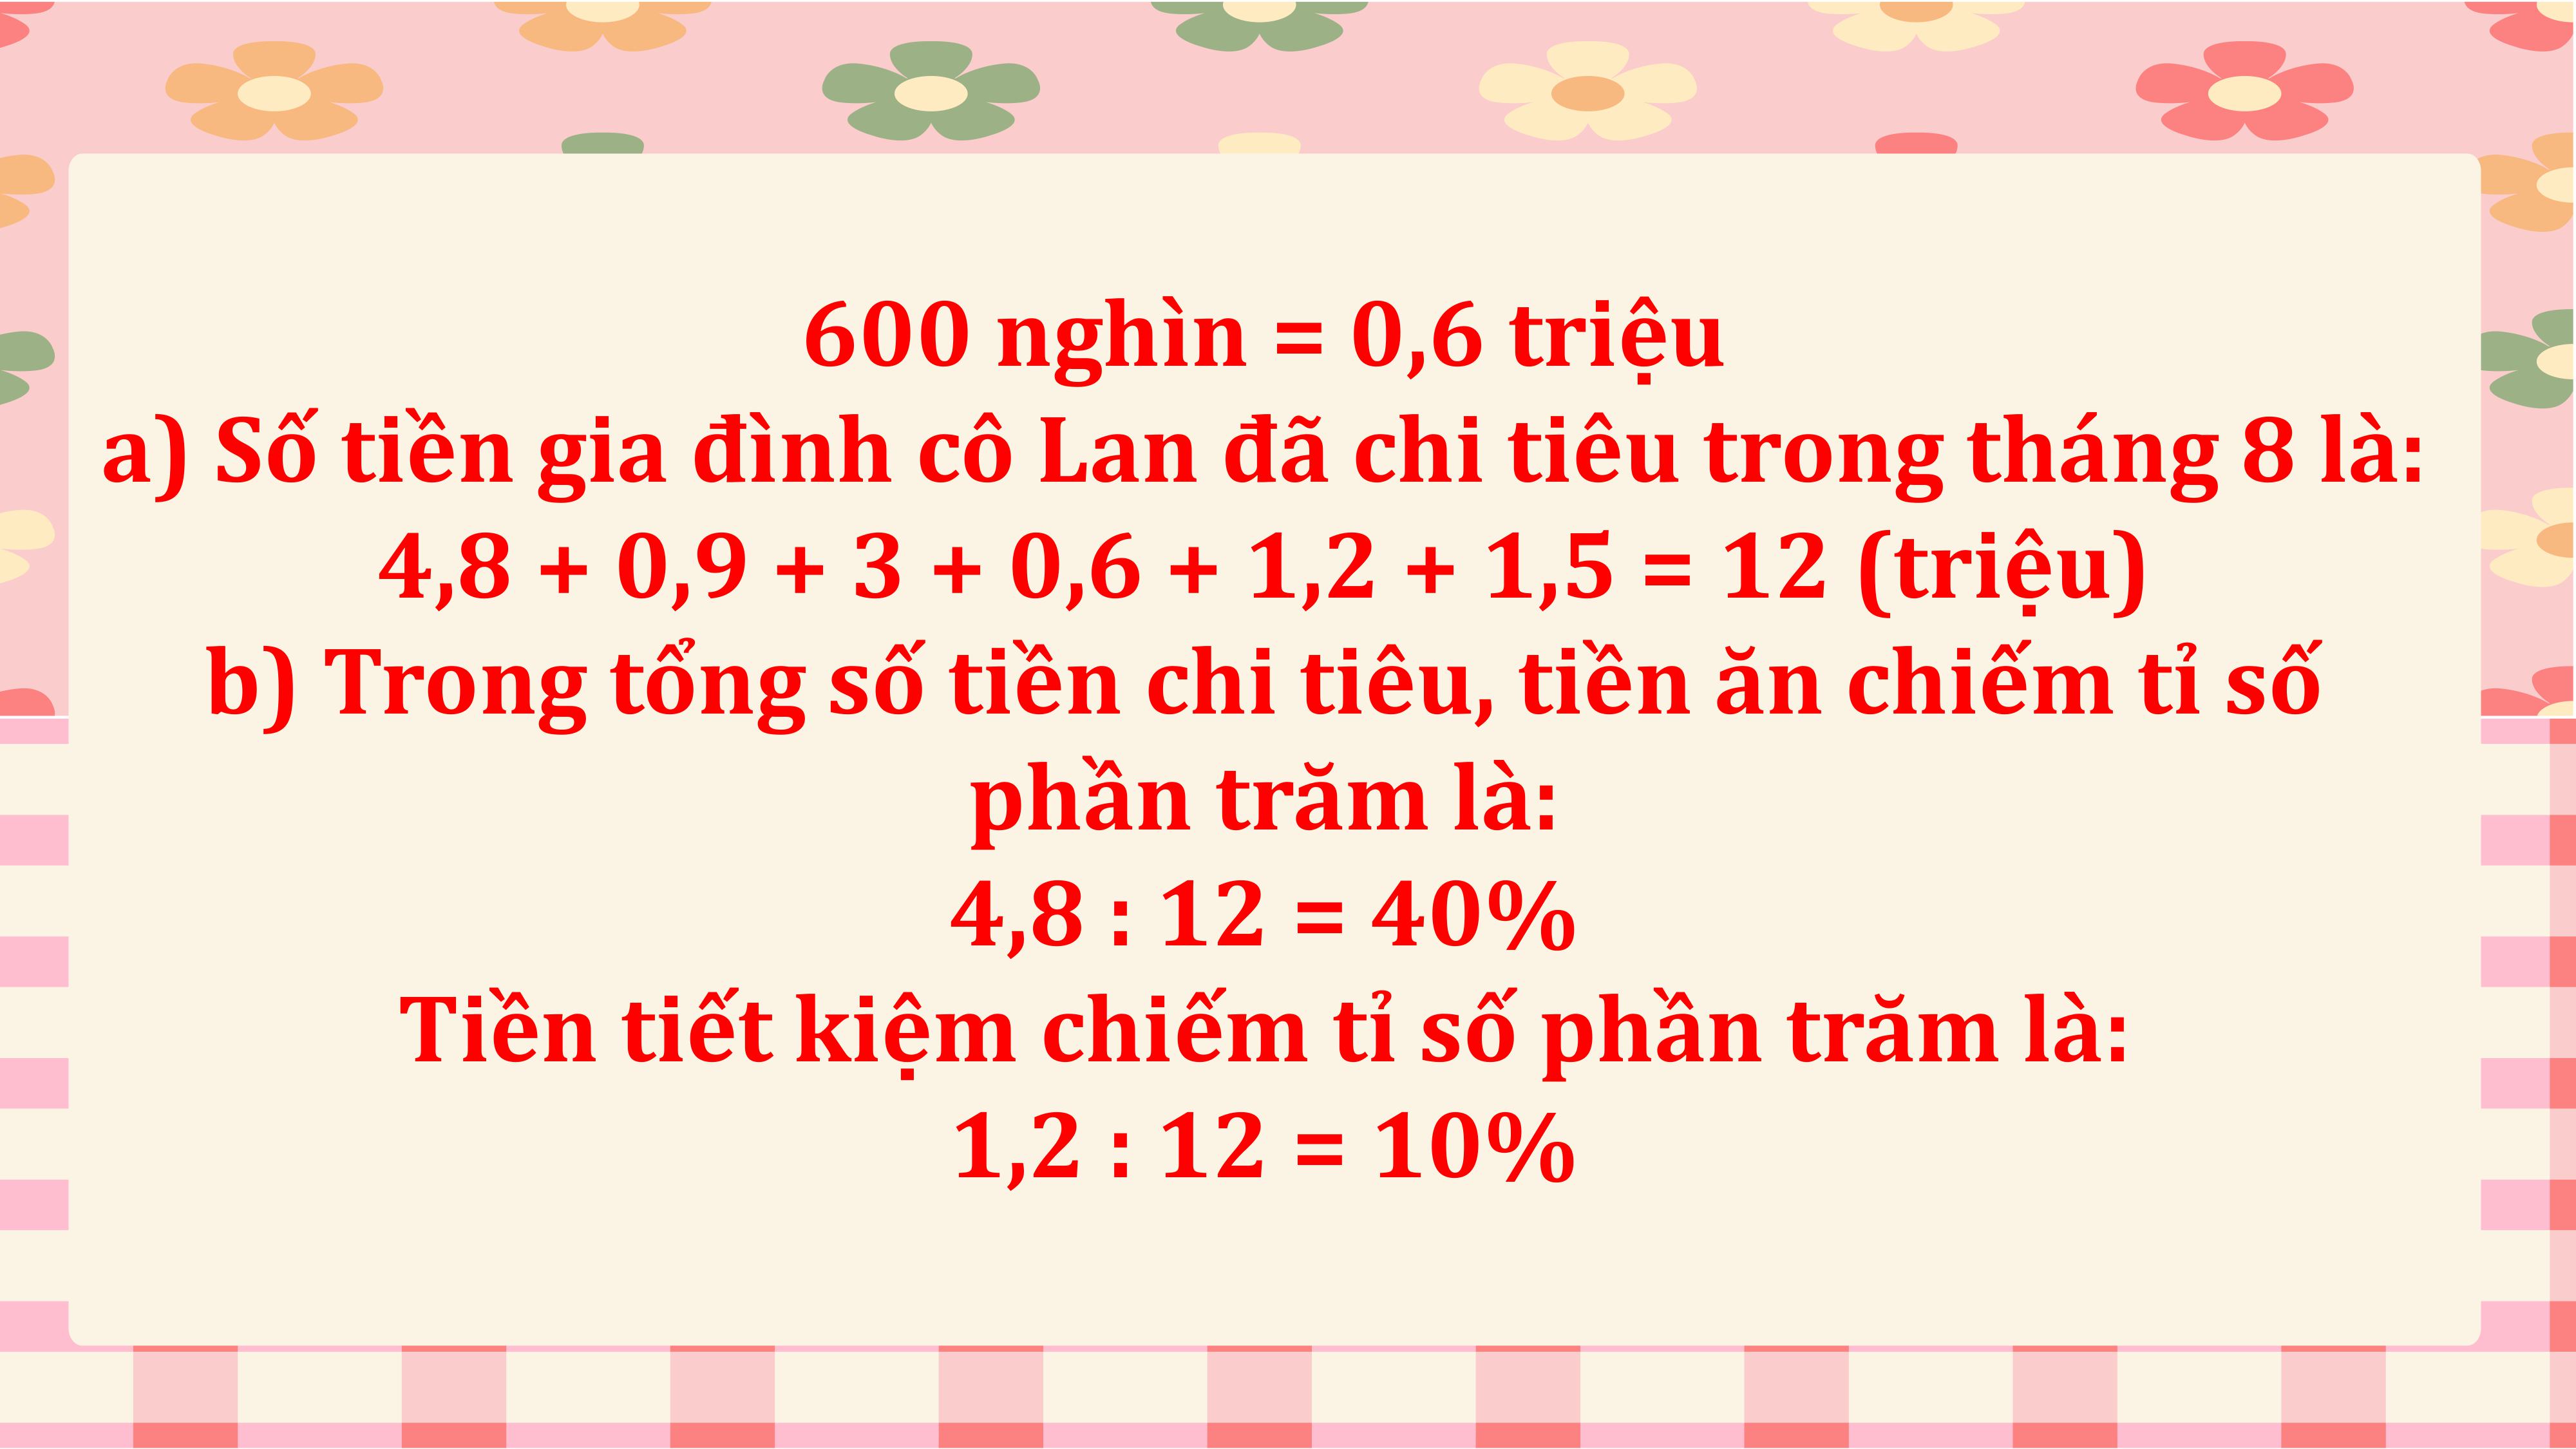 600 nghìn = 0,6 triệu
a) Số tiền gia đình cô Lan đã chi tiêu trong tháng 8 là:
4,8 + 0,9 + 3 + 0,6 + 1,2 + 1,5 = 12 (triệu)
b) Trong tổng số tiền chi tiêu, tiền ăn chiếm tỉ số
phần trăm là:
4,8 : 12 = 40%
Tiền tiết kiệm chiếm tỉ số phần trăm là:
1,2 : 12 = 10%